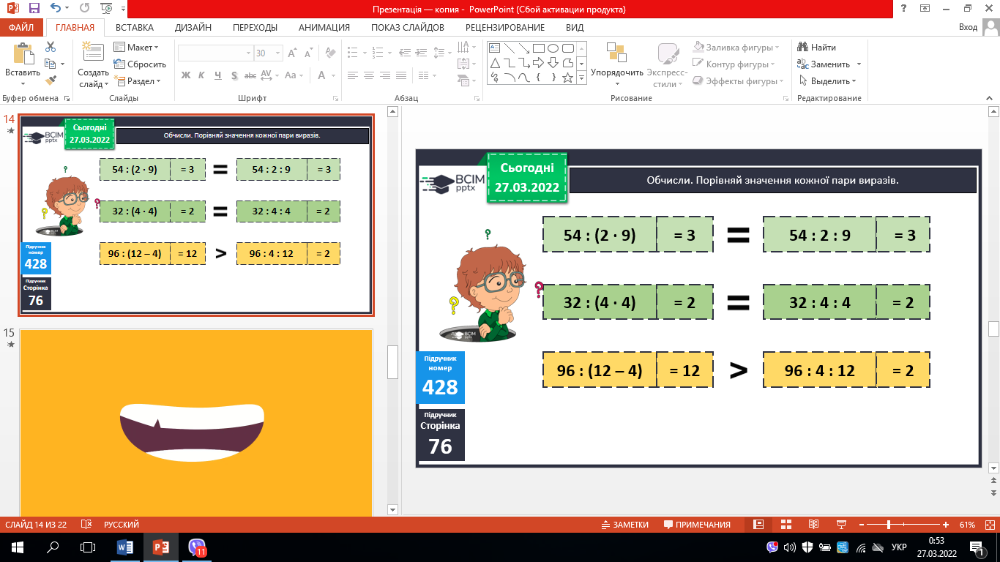 Презентація — копия - PowerPoint (Сбой активации продукта)
ФАЙЛ ГЛАВНАЯ ВСТАВКА ДИЗАЙН ПЕРЕХОДЫ АНИМАЦИЯ ПОКАЗ СЛАЙДОВ РЕЦЕНЗИРОВАНИЕ ВИД Вход
Вставить
Буфер обмена
Создать слайд
Макет
Сбросить
Раздел
Слайды
30
Ж К Ч S abc AV Aa А
Шрифт
Абзац
Упорядочить
Экспресс-стили
Заливка фигуры
Контур фигуры
Эффекты фигуры
Рисование
Найти
Заменить
Выделить
Редактирование
14
Сьогодні
27.03.2022
ВСІМ
pptx
Обчисли. Порівняй значення кожної пари виразів.
54 : (2 · 9) = 3 = 54 : 2 : 9 = 3
32 : (4 · 4) = 2 = 32 : 4 : 4 = 2
96 : (12 – 4) = 12 > 96 : 4 : 12 = 2
Підручник
номер
428
Підручник
Сторінка
76
15
Сьогодні
27.03.2022
ВСІМ
pptx
Обчисли. Порівняй значення кожної пари виразів.
54 : (2 · 9) = 3 = 54 : 2 : 9 = 3
32 : (4 · 4) = 2 = 32 : 4 : 4 = 2
96 : (12 – 4) = 12 > 96 : 4 : 12 = 2
Підручник
номер
428
Підручник
Сторінка
76
СЛАЙД 14 ИЗ 22 РУССКИЙ ЗАМЕТКИ ПРИМЕЧАНИЯ 61%
11
УКР
0:53
27.03.2022
1